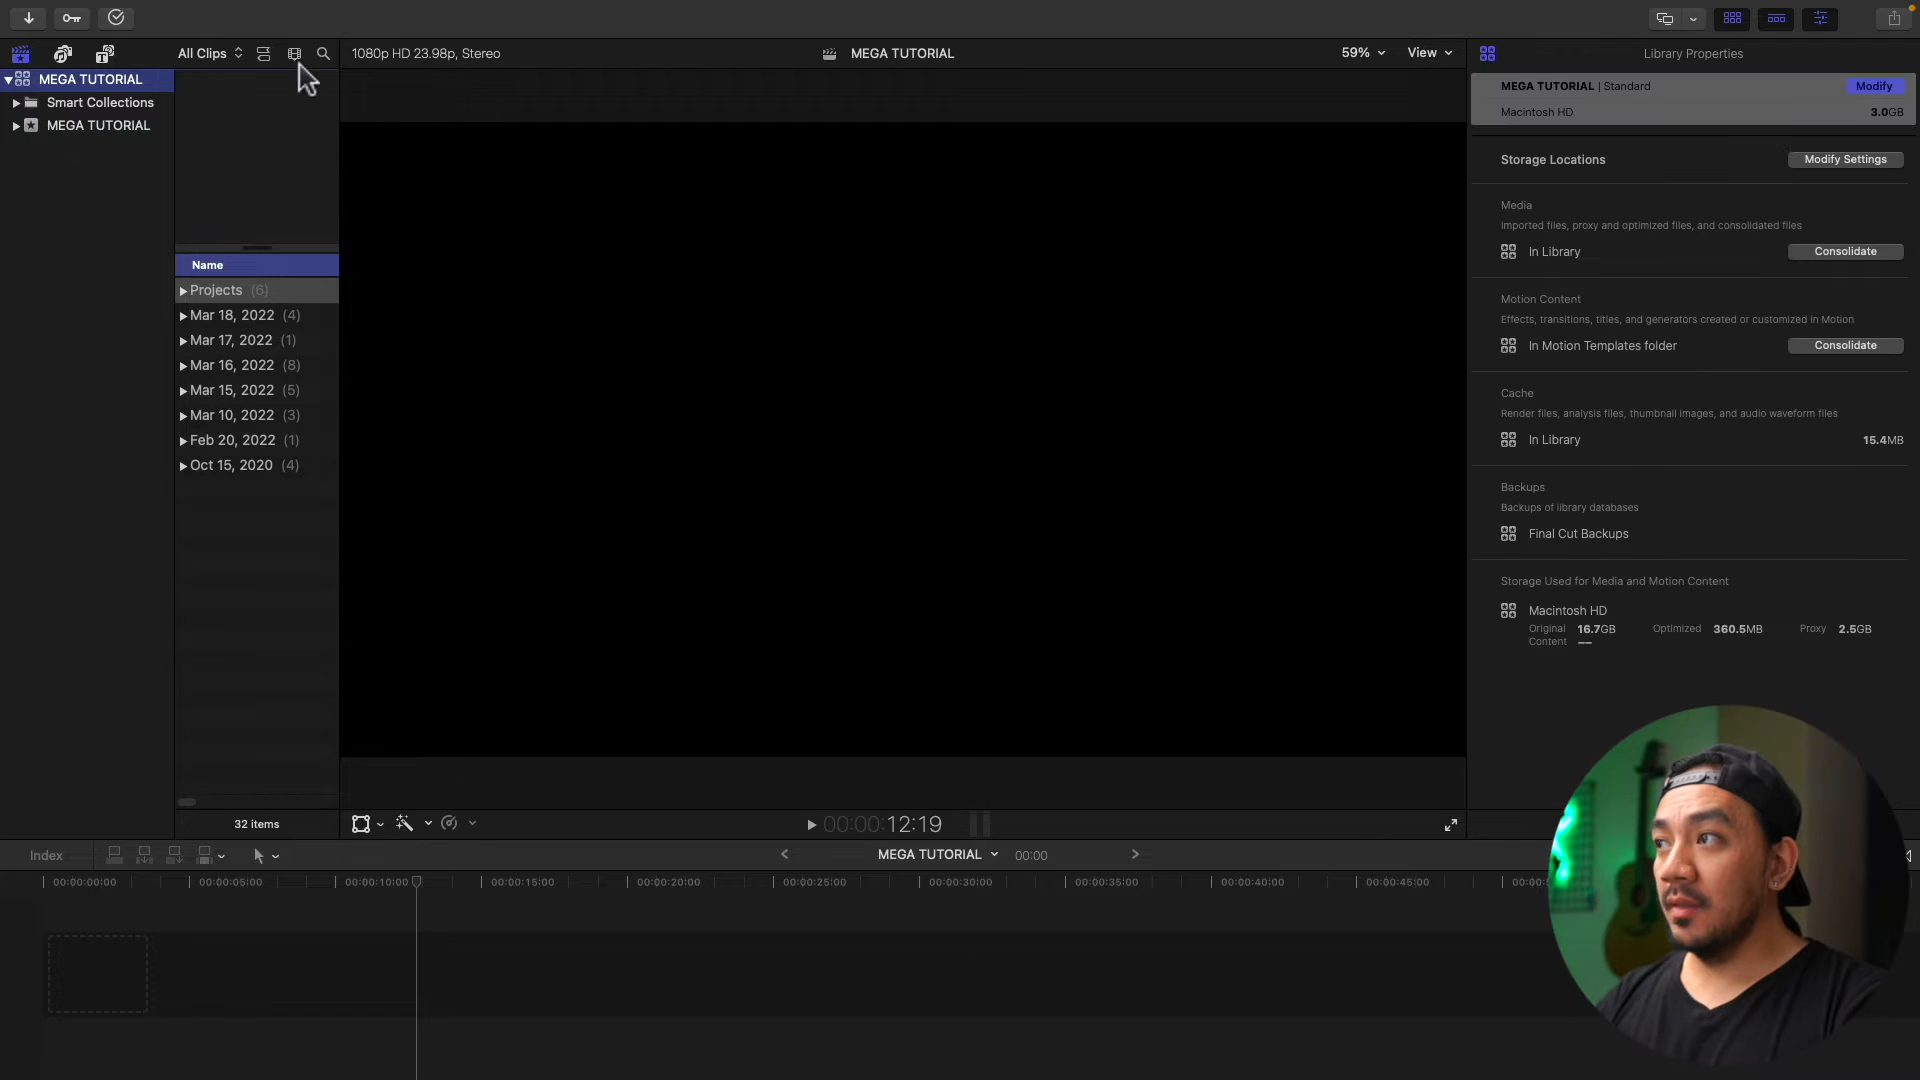 All Clips
1080p HD 23.98p, Stereo
MEGA TUTORIAL
59%
View
Library Properties
MEGA TUTORIAL
Smart Collections
MEGA TUTORIAL
MEGA TUTORIAL | Standard
Modify
Macintosh HD
3.0GB
Storage Locations
Modify Settings
Media
Imported files, proxy and optimized files, and consolidated files
In Library
Consolidate
Motion Content
Effects, transitions, titles, and generators created or customized in Motion
In Motion Templates folder
Consolidate
Cache
Render files, analysis files, thumbnail images, and audio waveform files
In Library
15.4MB
Backups
Backups of library databases
Final Cut Backups
Storage Used for Media and Motion Content
Macintosh HD
Original 16.7GB Optimized 360.5MB Proxy 2.5GB
Content --
Name
Projects (6)
Mar 18, 2022 (4)
Mar 17, 2022 (1)
Mar 16, 2022 (8)
Mar 15, 2022 (5)
Mar 10, 2022 (3)
Feb 20, 2022 (1)
Oct 15, 2020 (4)
32 items
00:00:12:19
Index
MEGA TUTORIAL
00:00
00:00:00:00 00:00:05:00 00:00:10:00 00:00:15:00 00:00:20:00 00:00:25:00 00:00:30:00 00:00:35:00 00:00:40:00 00:00:45:00